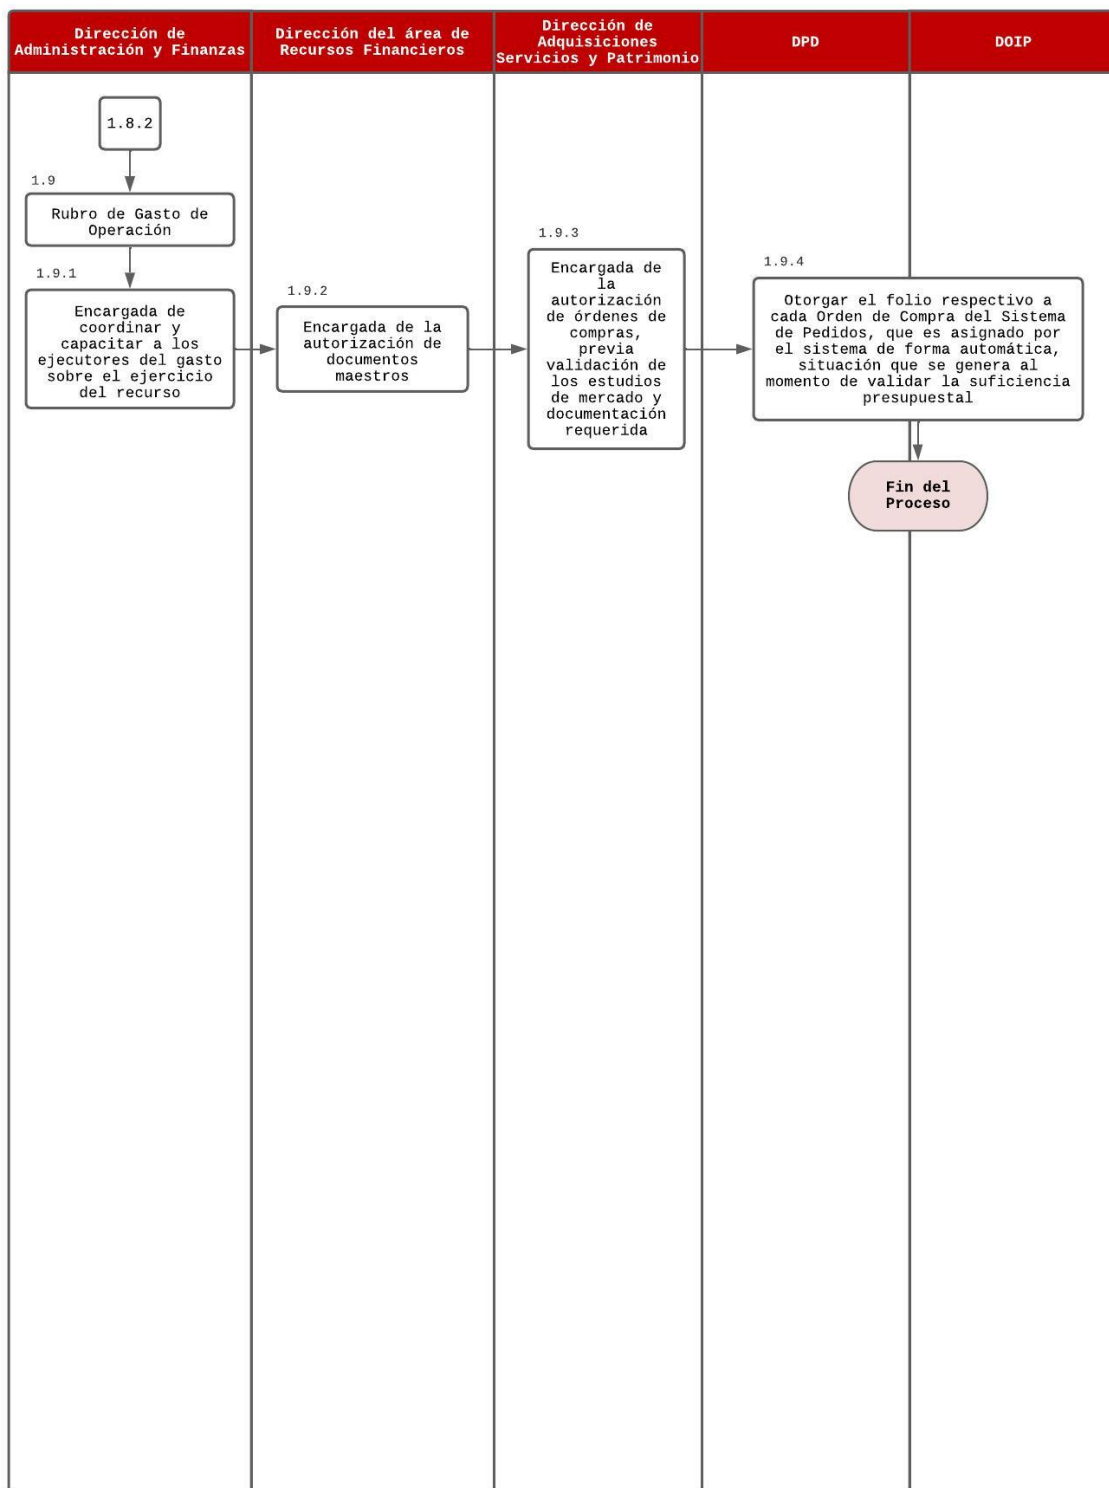 Dirección de
Administración y Finanzas
Dirección del área de
Recursos Financieros
Dirección de
Adquisiciones
Servicios y Patrimonio
DPD
DOIP
1.8.2
1.9
Rubro de Gasto de
Operación
1.9.1
Encargada de
coordinar y
capacitar a los
ejecutores del gasto
sobre el ejercicio
del recurso
1.9.2
Encargada de la
autorización de
documentos
maestros
1.9.3
Encargada de
la
autorización
de órdenes de
compras,
previa
validación de
los estudios
de mercado y
documentación
requerida
1.9.4
Otorgar el folio respectivo a
cada Orden de Compra del Sistema
de Pedidos, que es asignado por
el sistema de forma automática,
situación que se genera al
momento de validar la suficiencia
presupuestal
Fin del
Proceso